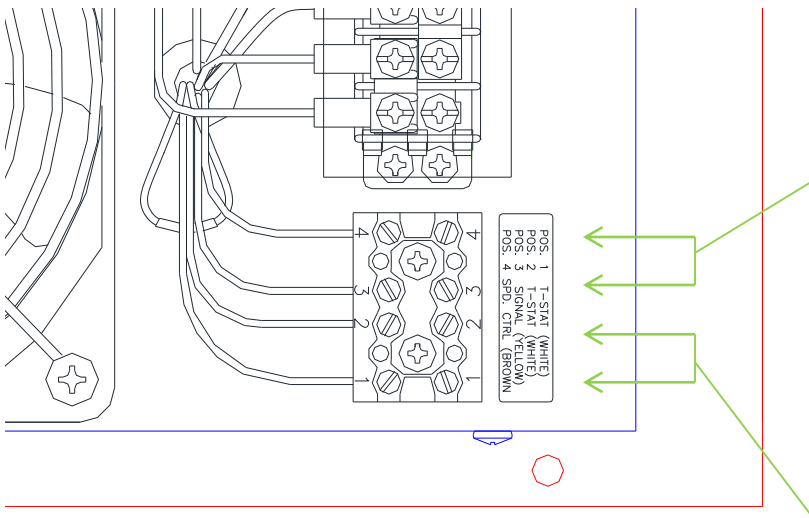 4 4
3 3
2 2
1 1
POS. 1 T-STAT (WHITE)
POS. 2 T-STAT (WHITE)
POS. 3 SIGNAL (YELLOW)
POS. 4 SPD. CTRL (BROWN